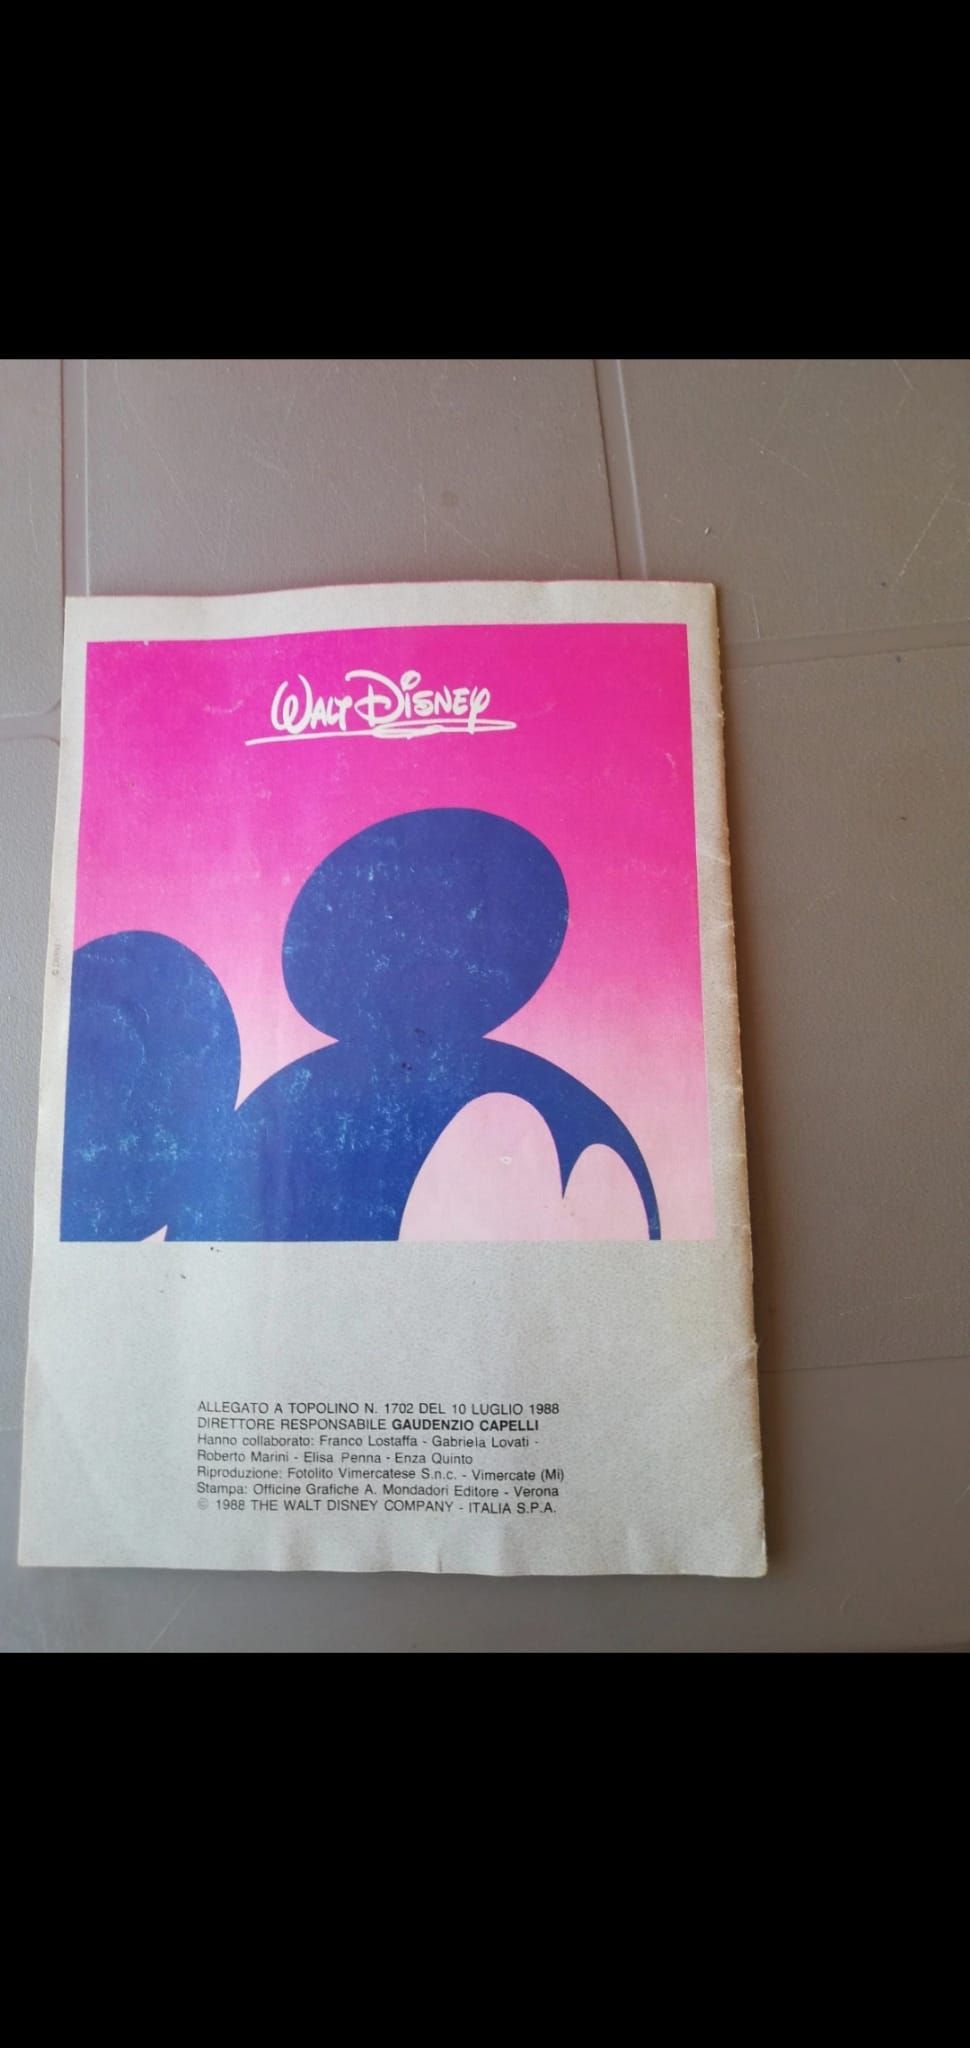 WALT DISNEY
ALLEGATO A TOPOLINO N. 1702 DEL 10 LUGLIO 1988
DIRETTORE RESPONSABILE GAUDENZIO CAPELLI
Hanno collaborato: Franco Lostaffa - Gabriela Lovati -
Roberto Marini - Elisa Penna - Enza Quinto
Riproduzione: Fotolito Vimercatese S.n.c. - Vimercate (Mi)
Stampa: Officine Grafiche A. Mondadori Editore - Verona
© 1988 THE WALT DISNEY COMPANY - ITALIA S.P.A.